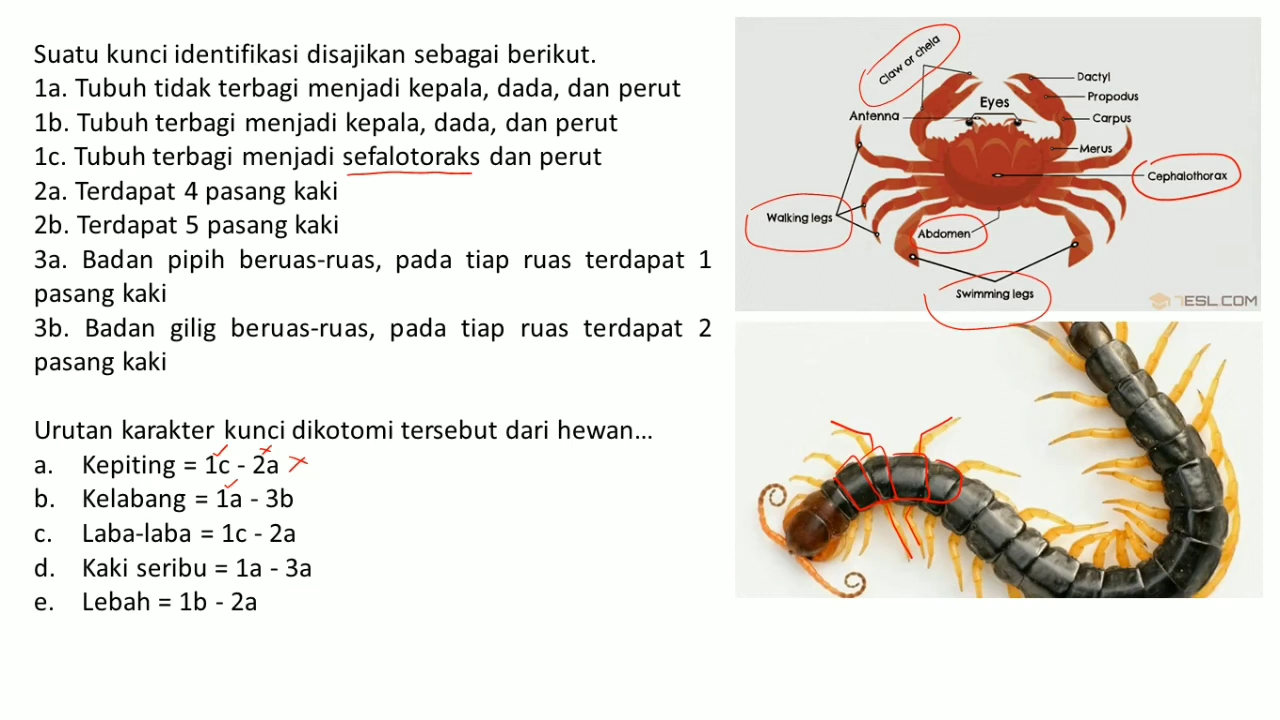 Suatu kunci identifikasi disajikan sebagai berikut.
1a. Tubuh tidak terbagi menjadi kepala, dada, dan perut
1b. Tubuh terbagi menjadi kepala, dada, dan perut
1c. Tubuh terbagi menjadi sefalotoraks dan perut
2a. Terdapat 4 pasang kaki
2b. Terdapat 5 pasang kaki
3a. Badan pipih beruas-ruas, pada tiap ruas terdapat 1
pasang kaki
3b. Badan gilig beruas-ruas, pada tiap ruas terdapat 2
pasang kaki
Urutan karakter kunci dikotomi tersebut dari hewan...
a. Kepiting = 1c - 2a
b. Kelabang = 1a - 3b
c. Laba-laba = 1c - 2a
d. Kaki seribu = 1a - 3a
e. Lebah = 1b - 2a
Claw or chela
Eyes
Antenna
Dactyl
Propodus
Carpus
Merus
Cephalothorax
Walking legs
Abdomen
Swimming legs
7ESL.COM